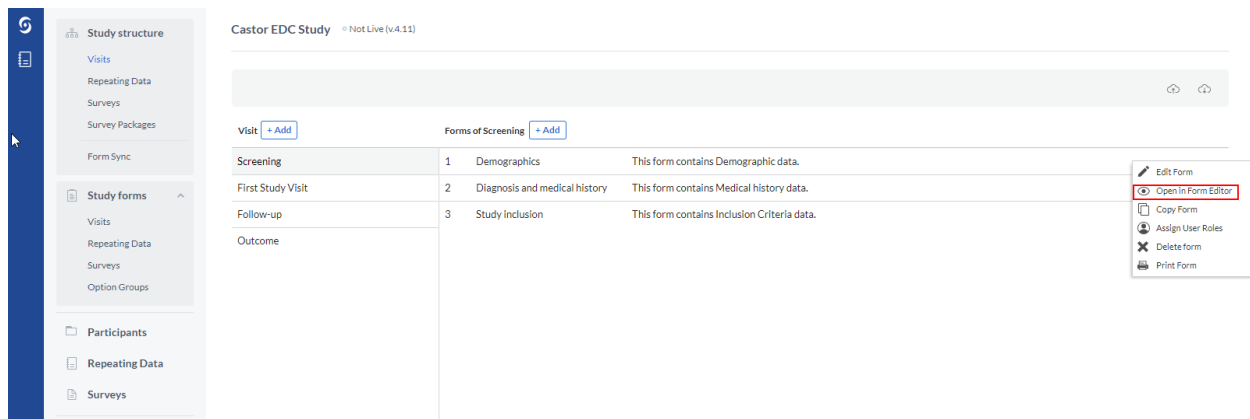 Study structure
Visits
Repeating Data
Surveys
Survey Packages
Form Sync
Study forms
Visits
Repeating Data
Surveys
Option Groups
Participants
Repeating Data
Surveys
Castor EDC Study Not Live (v.4.11)
Visit + Add
Screening
First Study Visit
Follow-up
Outcome
Forms of Screening + Add
1 Demographics This form contains Demographic data.
2 Diagnosis and medical history This form contains Medical history data.
3 Study inclusion This form contains Inclusion Criteria data.
Edit Form
Open in Form Editor
Copy Form
Assign User Roles
Delete form
Print Form